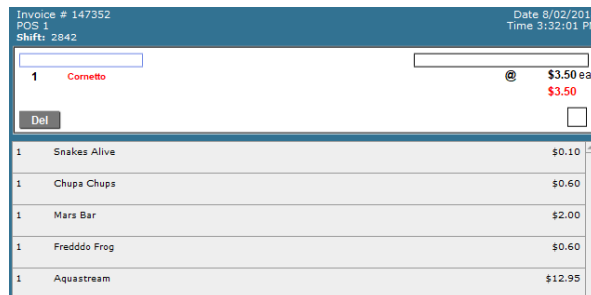 Invoice # 147352 Date 8/02/201
POS 1 Time 3:32:01 P
Shift: 2842
1 Cornetto @ $3.50 ea
$3.50
Del
1 Snakes Alive $0.10
1 Chupa Chups $0.60
1 Mars Bar $2.00
1 Fredddo Frog $0.60
1 Aquastream $12.95